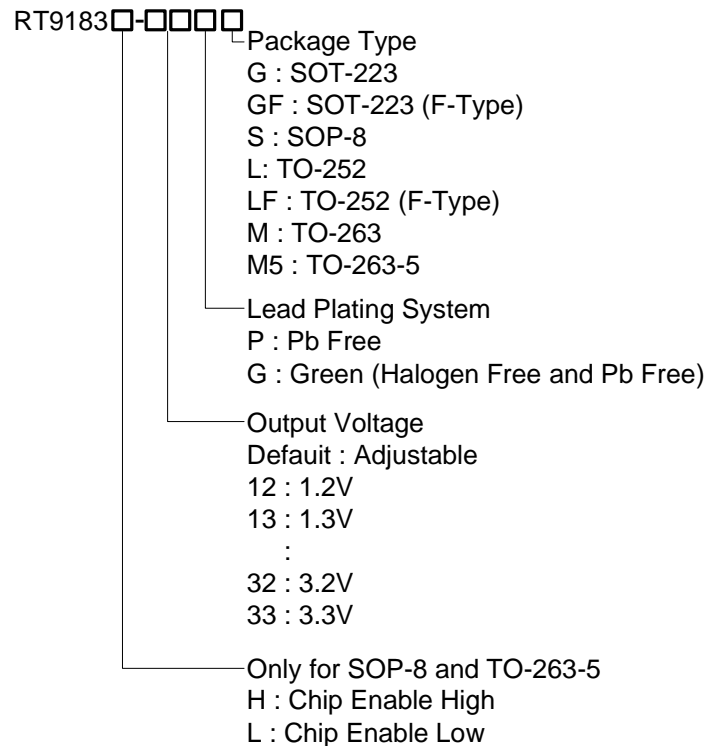 RT9183□-□□□□
Package Type
G : SOT-223
GF : SOT-223 (F-Type)
S : SOP-8
L: TO-252
LF : TO-252 (F-Type)
M : TO-263
M5 : TO-263-5
Lead Plating System
P : Pb Free
G : Green (Halogen Free and Pb Free)
Output Voltage
Defauit : Adjustable
12 : 1.2V
13 : 1.3V
:
32 : 3.2V
33 : 3.3V
Only for SOP-8 and TO-263-5
H : Chip Enable High
L : Chip Enable Low